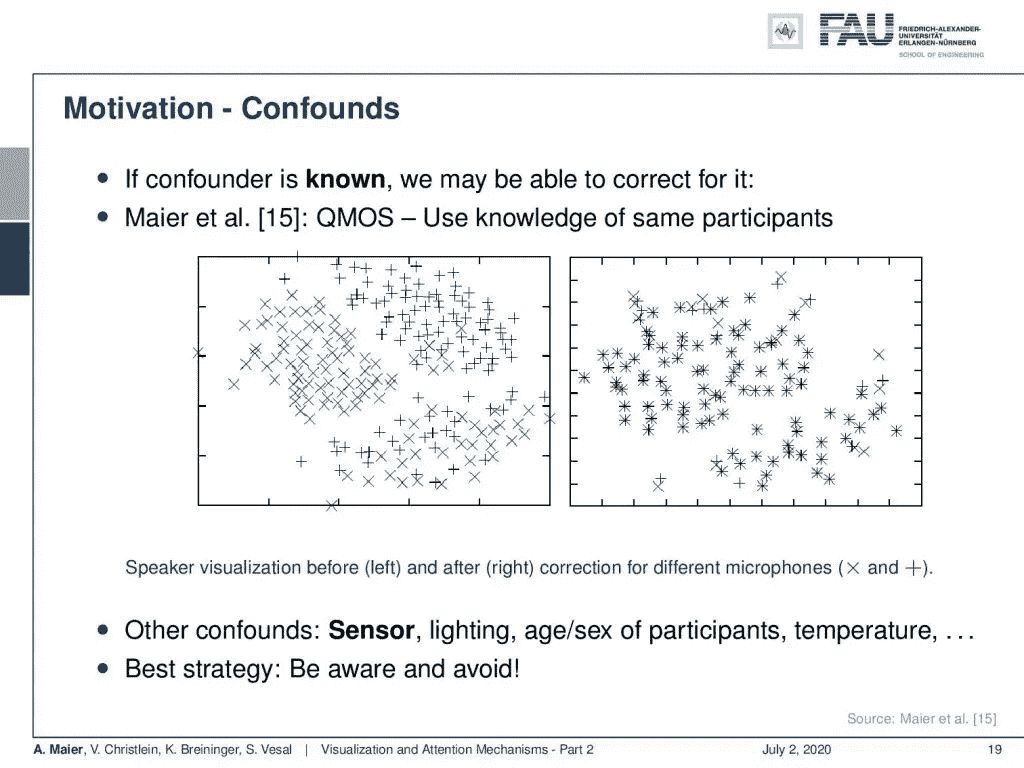 FAU
FRIEDRICH-ALEXANDER-
UNIVERSITÄT
ERLANGEN-NÜRNBERG
SCHOOL OF ENGINEERING
Motivation - Confounds
• If confounder is known, we may be able to correct for it:
• Maier et al. [15]: QMOS – Use knowledge of same participants
Speaker visualization before (left) and after (right) correction for different microphones (× and +).
• Other confounds: Sensor, lighting, age/sex of participants, temperature, ...
• Best strategy: Be aware and avoid!
Source: Maier et al. [15]
A. Maier, V. Christlein, K. Breininger, S. Vesal | Visualization and Attention Mechanisms - Part 2 July 2, 2020 19